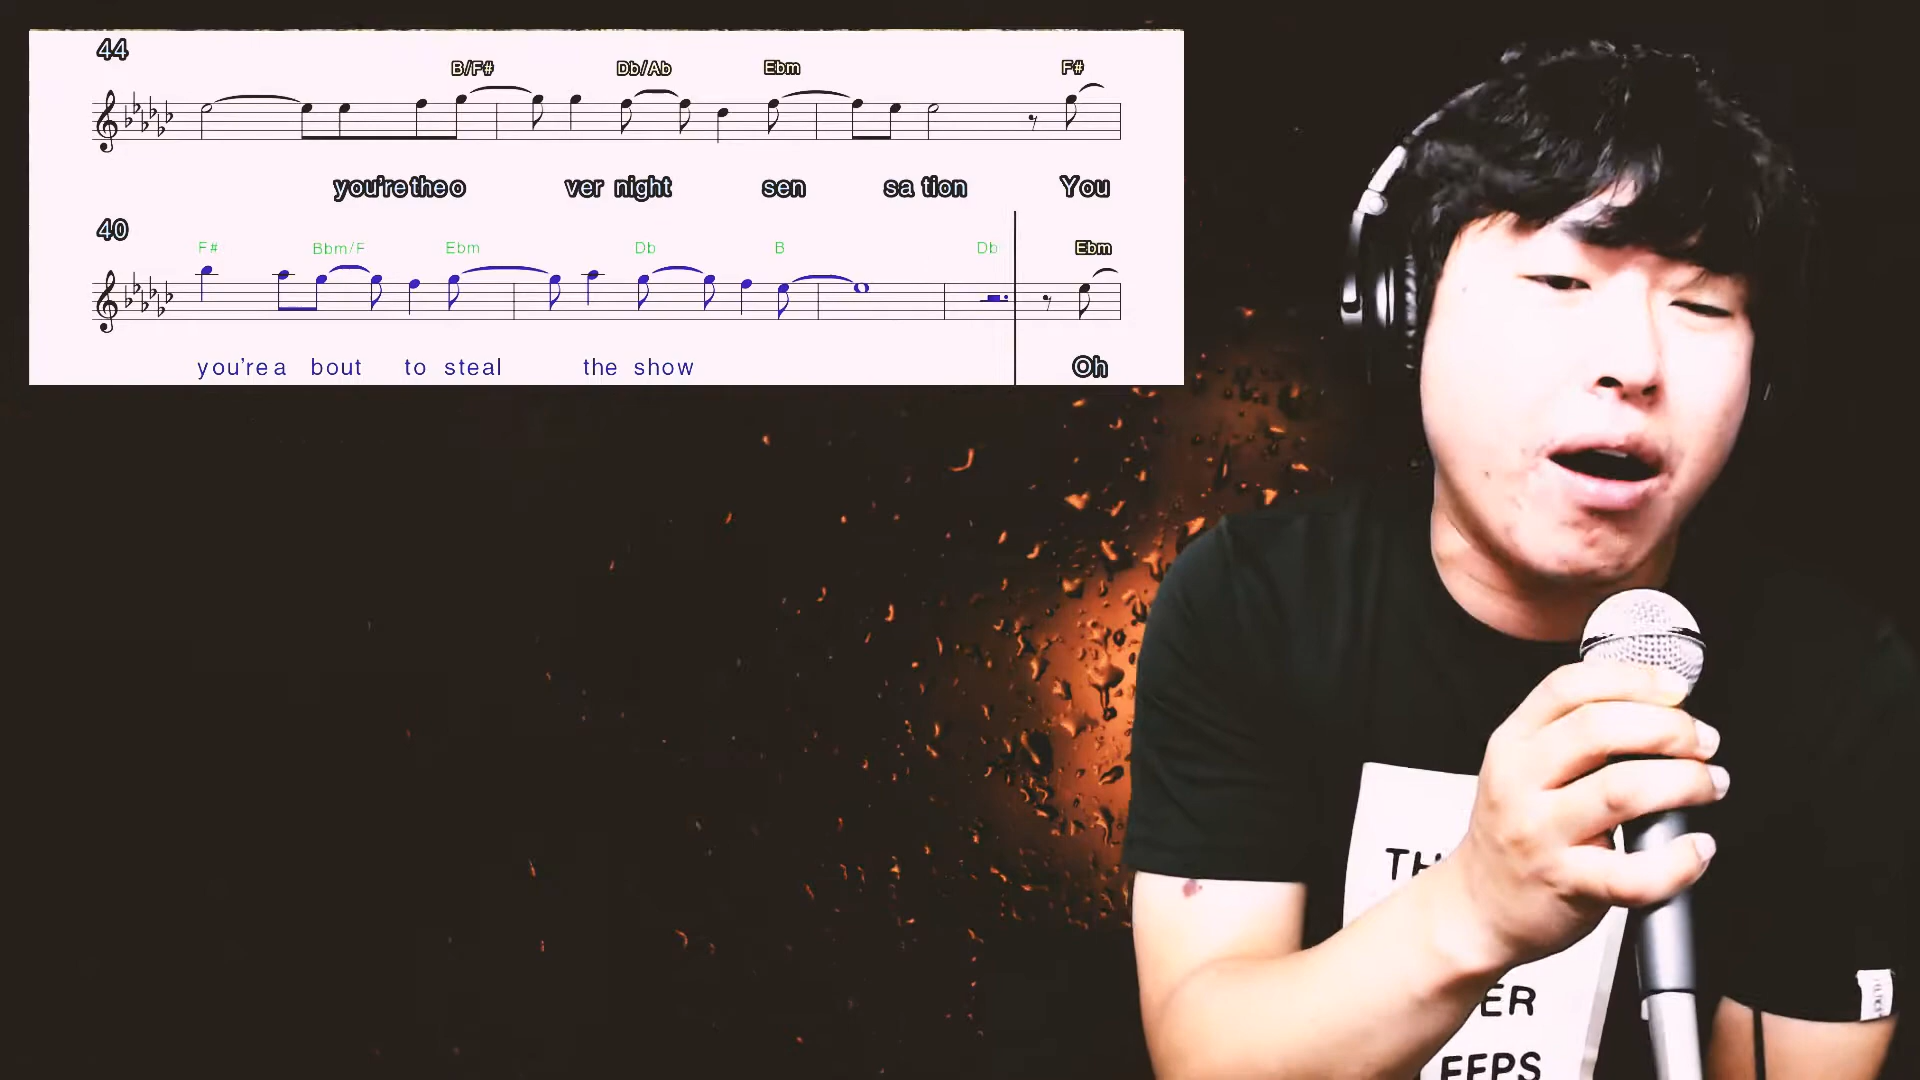 44
B/F# Db/Ab Ebm F#
you're the o ver night sen sa tion You
40
F# Bbm/F Ebm Db B Db Ebm
you're a bout to steal the show Oh